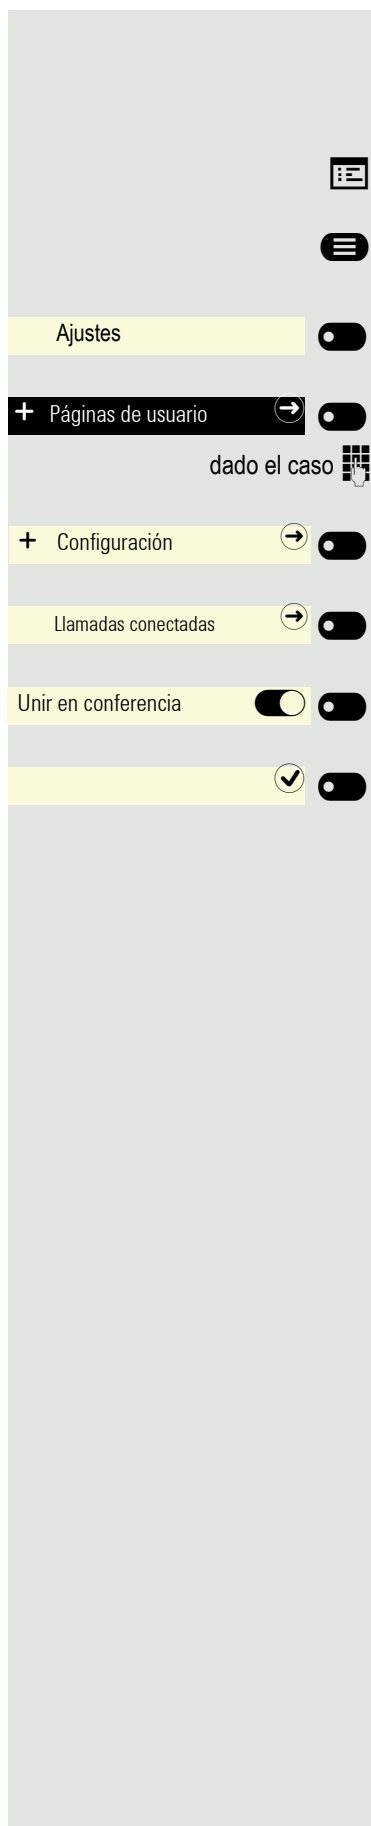 Ajustes
Páginas de usuario
dado el caso
Configuración
Llamadas conectadas
Unir en conferencia